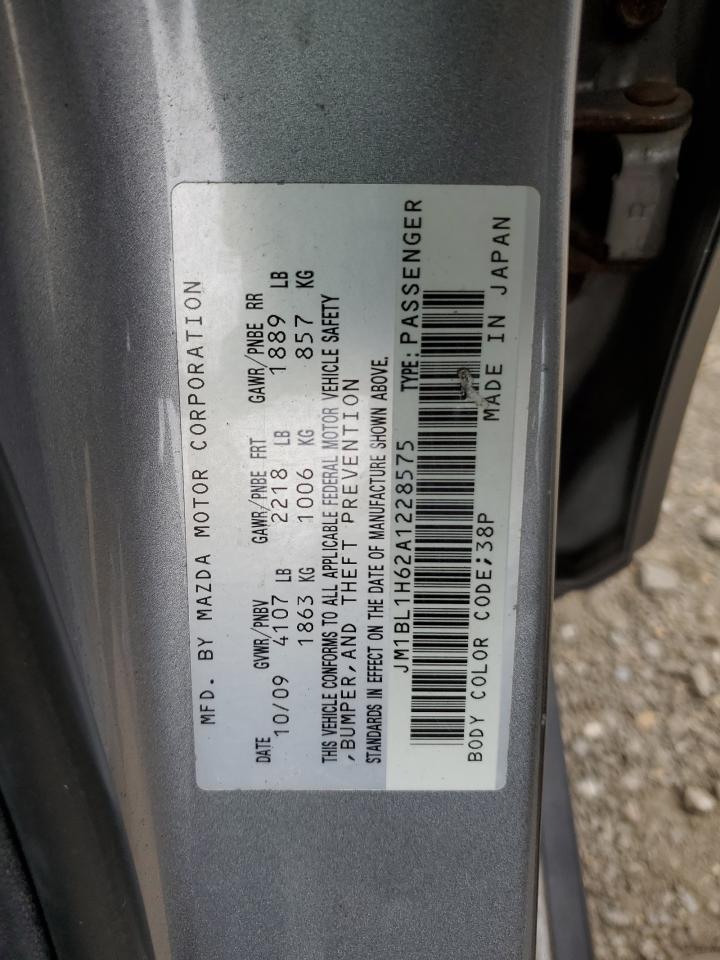 MFD. BY MAZDA MOTOR CORPORATION
DATE GVWR/PNBV GAWR/PNBE FRT GAWR/PNBE RR
10/09 4107 LB 2218 LB 1889 LB
1863 KG 1006 KG 857 KG
THIS VEHICLE CONFORMS TO ALL APPLICABLE FEDERAL MOTOR VEHICLE SAFETY
,BUMPER,AND THEFT PREVENTION
STANDARDS IN EFFECT ON THE DATE OF MANUFACTURE SHOWN ABOVE.
JM1BL1H62A1228575 TYPE:PASSENGER
BODY COLOR CODE;38P MADE IN JAPAN